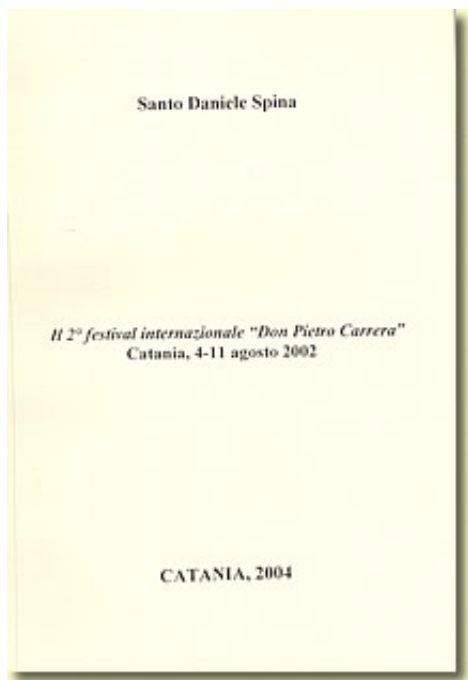 Santo Daniele Spina
Il 2° festival internazionale “Don Pietro Carrera”
Catania, 4-11 agosto 2002
CATANIA, 2004